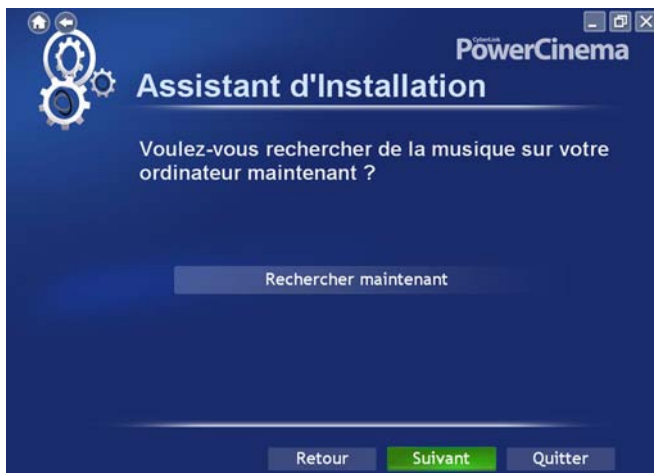 CyberLink
PowerCinema
Assistant d'Installation
Voulez-vous rechercher de la musique sur votre
ordinateur maintenant ?
Rechercher maintenant
Retour
Suivant
Quitter